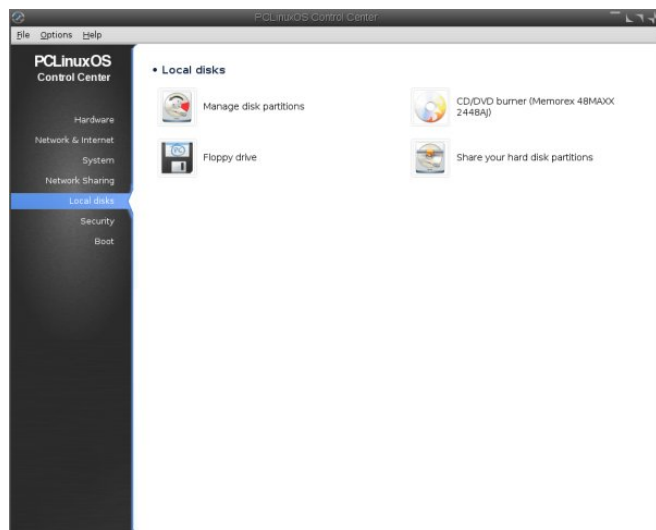 PCLinuxOS Control Center
File Options Help
PCLinuxOS
Control Center
Hardware
Network & Internet
System
Network Sharing
Local disks
Security
Boot
• Local disks
Manage disk partitions
CD/DVD burner (Memorex 48MAXX
2448AJ)
Floppy drive
Share your hard disk partitions